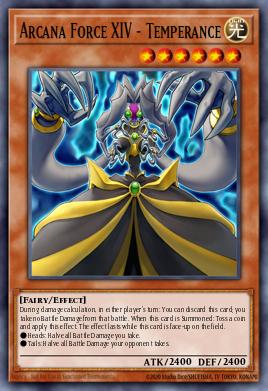 Arcana Force XIV - Temperance
光
[Fairy/Effect]
During damage calculation, in either player's turn: You can discard this card; you
take no Battle Damage from that battle. When this card is Summoned: Toss a
coin and apply this effect. The effect lasts while this card is face-up on the field.
●Heads: Halve all Battle Damage you take.
●Tails: Halve all Battle Damage your opponent takes.
ATK/2400 DEF/2400
©2020 Studio Dice/SHUEISHA, TV TOKYO, KONAMI